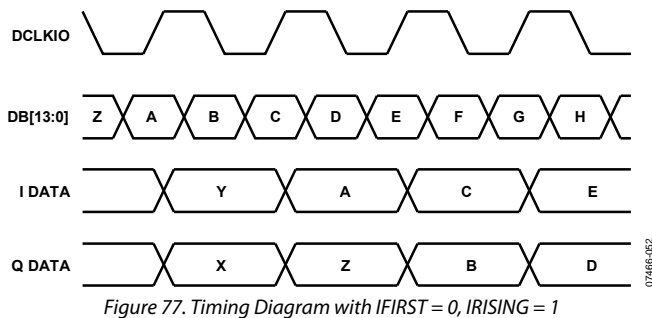 DCLKIO
DB[13:0] Z A B C D E F G H
I DATA Y A C E
Q DATA X Z B D
07466-052
Figure 77. Timing Diagram with IFIRST = 0, IRISING = 1